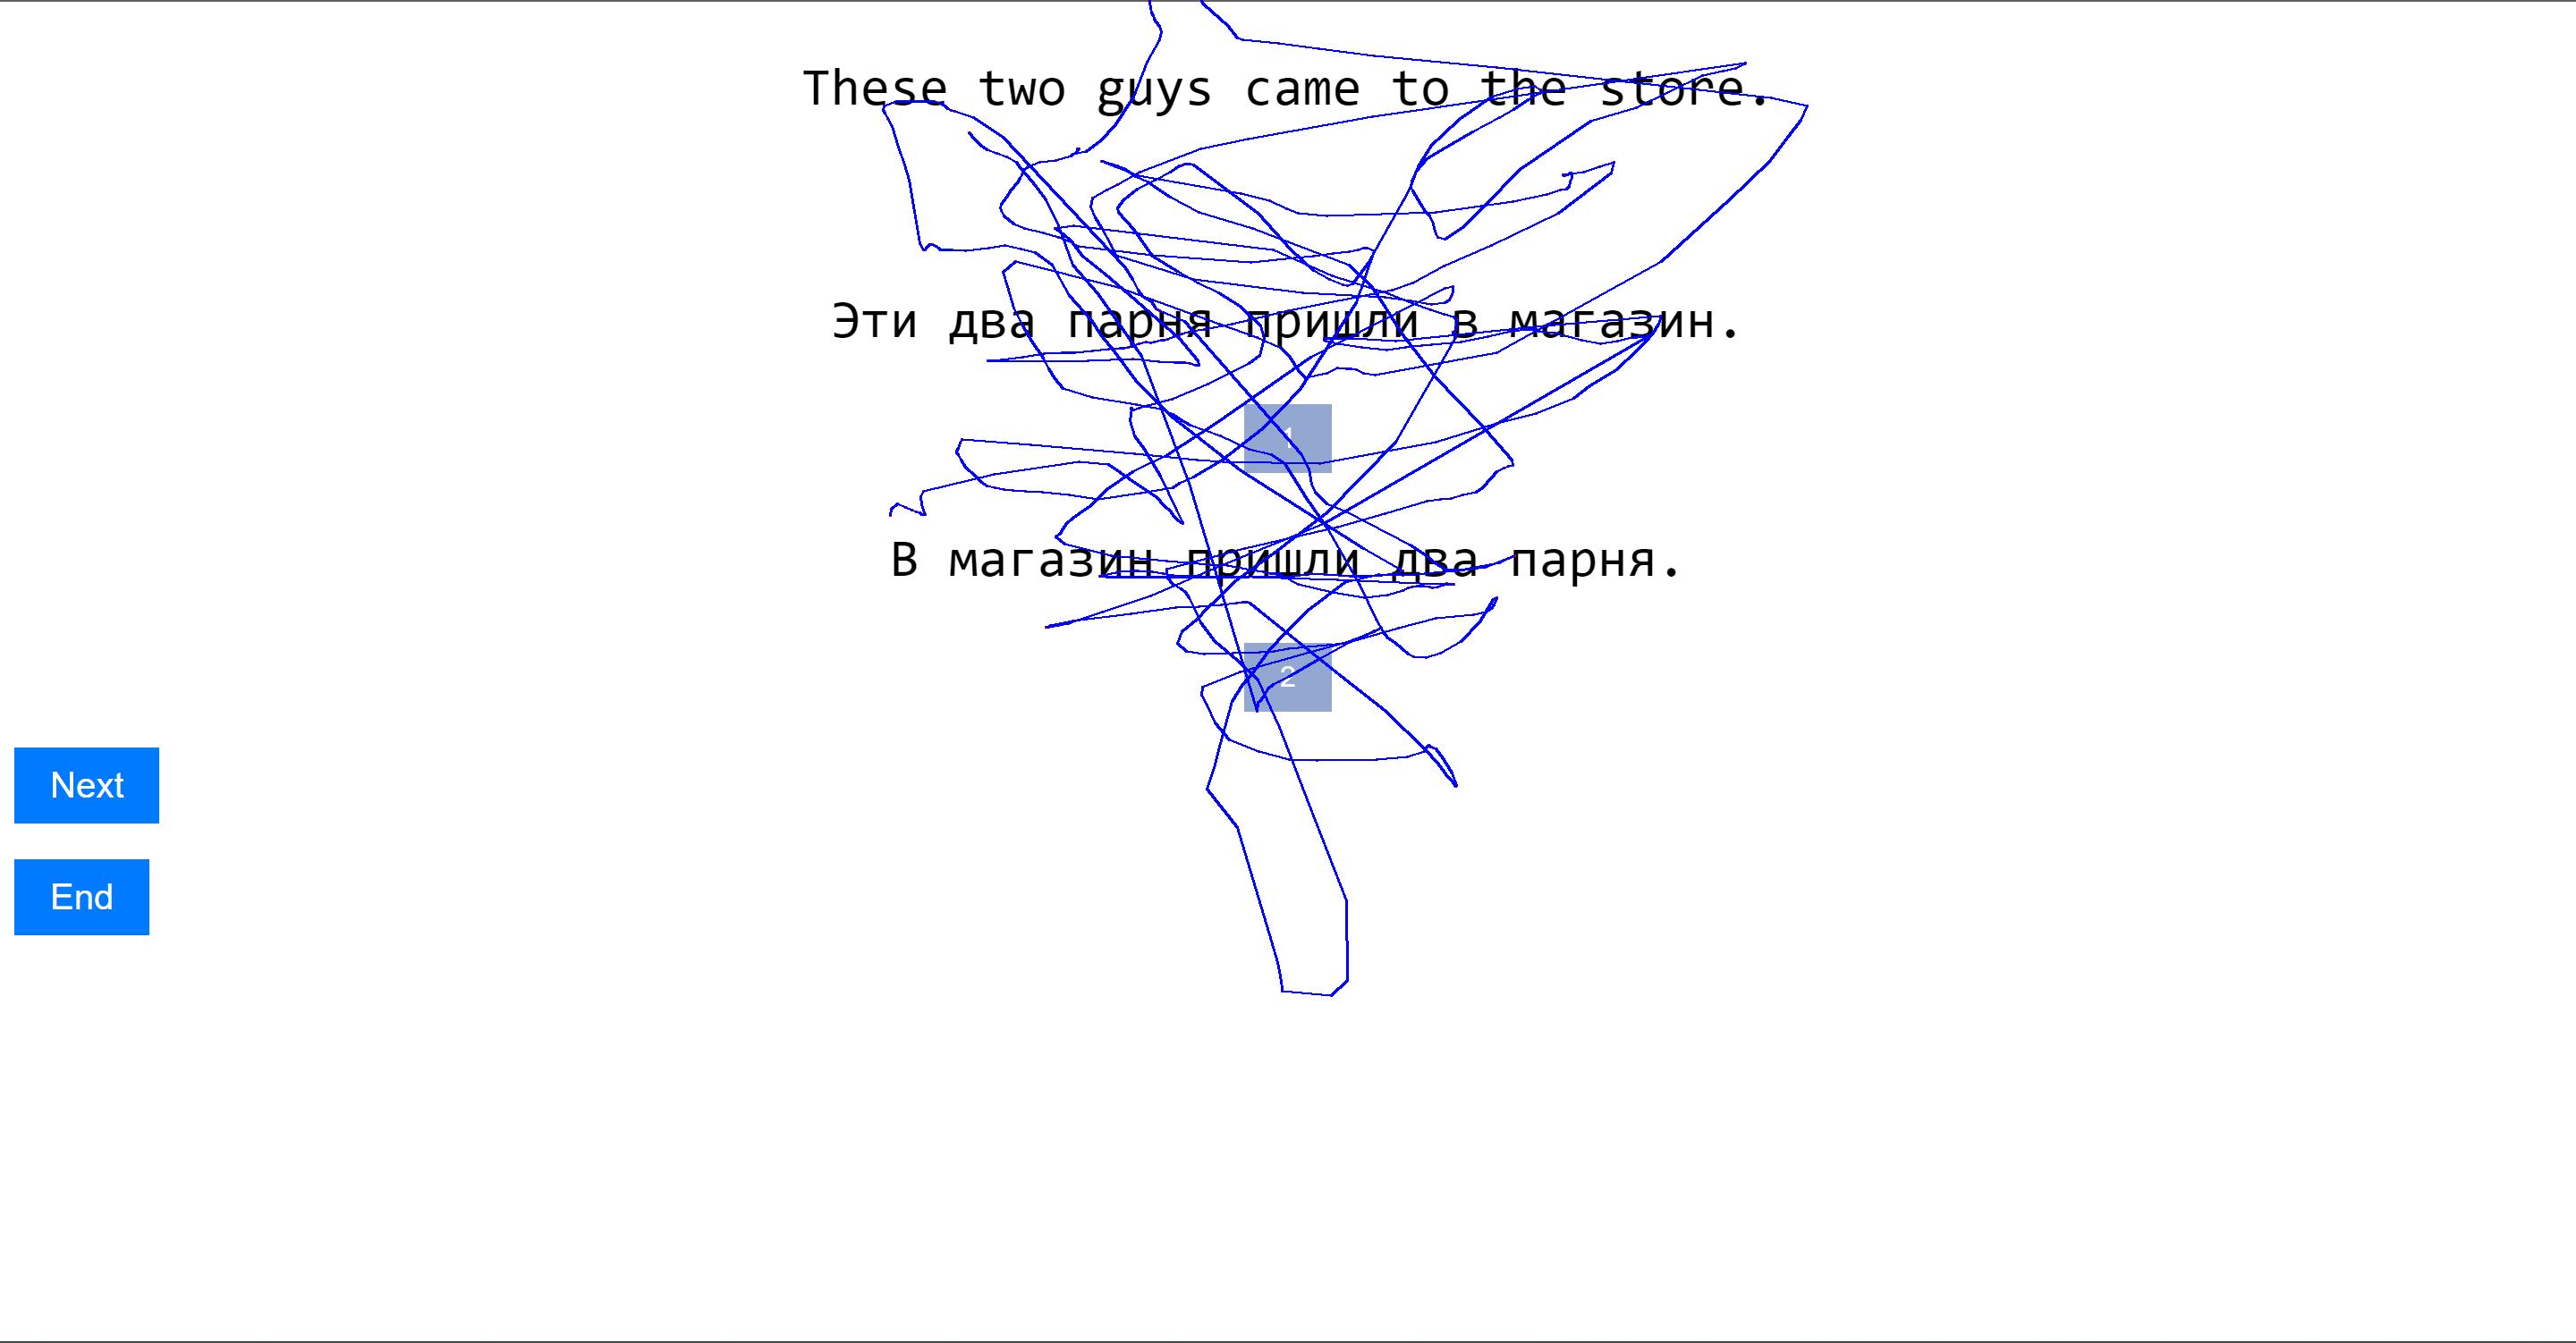 These two guys came to the store.
Эти два парня пришли в магазин.
1
В магазин пришли два парня.
2
Next
End